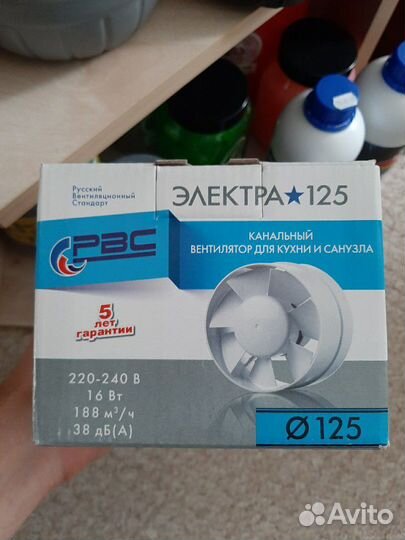 Русский
Вентиляционный
Стандарт
ЭЛЕКТРА★125
РВС
КАНАЛЬНЫЙ
ВЕНТИЛЯТОР ДЛЯ КУХНИ И САНУЗЛА
5
лет
гарантии
220-240 В
16 Вт
188 м³/ч
38 дБ(А)
Ø 125
Avito